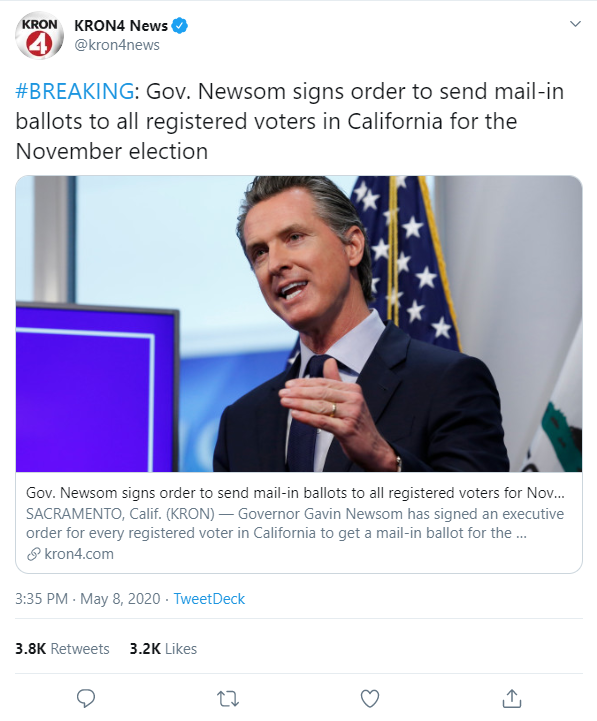 KRON
4
KRON4 News
@kron4news
#BREAKING: Gov. Newsom signs order to send mail-in
ballots to all registered voters in California for the
November election
Gov. Newsom signs order to send mail-in ballots to all registered voters for Nov...
SACRAMENTO, Calif. (KRON) — Governor Gavin Newsom has signed an executive
order for every registered voter in California to get a mail-in ballot for the ...
kron4.com
3:35 PM · May 8, 2020 · TweetDeck
3.8K Retweets 3.2K Likes